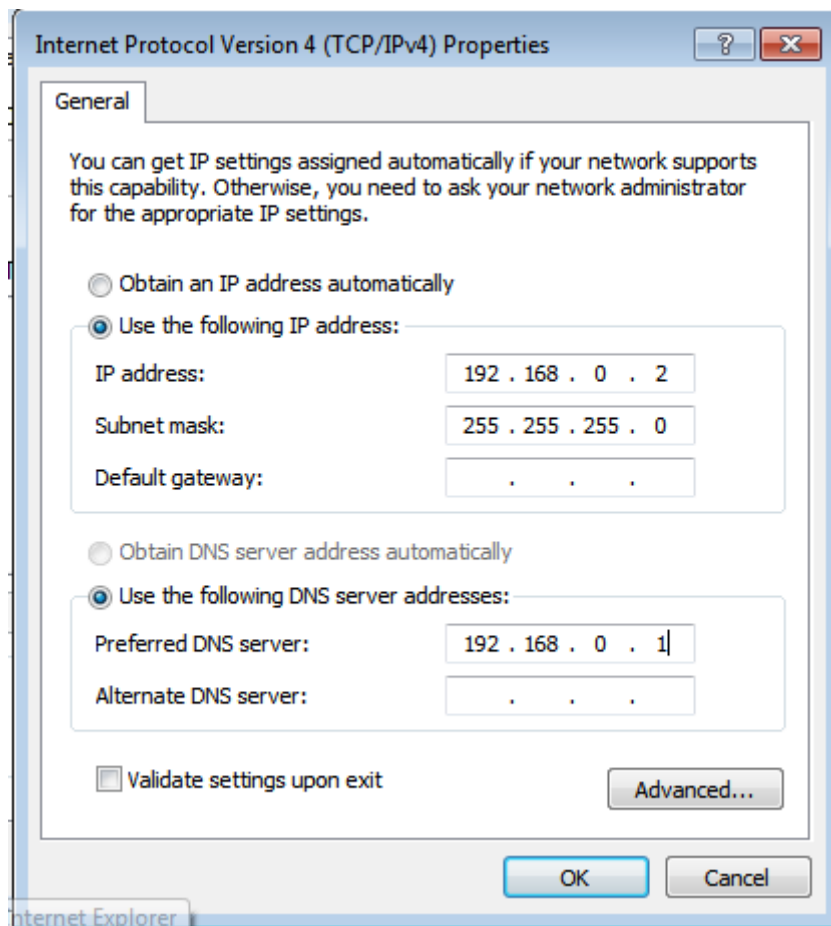 Internet Protocol Version 4 (TCP/IPv4) Properties
General
You can get IP settings assigned automatically if your network supports
this capability. Otherwise, you need to ask your network administrator
for the appropriate IP settings.
Obtain an IP address automatically
Use the following IP address:
IP address: 192 . 168 . 0 . 2
Subnet mask: 255 . 255 . 255 . 0
Default gateway: . . .
Obtain DNS server address automatically
Use the following DNS server addresses:
Preferred DNS server: 192 . 168 . 0 . 1
Alternate DNS server: . . .
Validate settings upon exit
Advanced...
OK Cancel
nternet Explorer